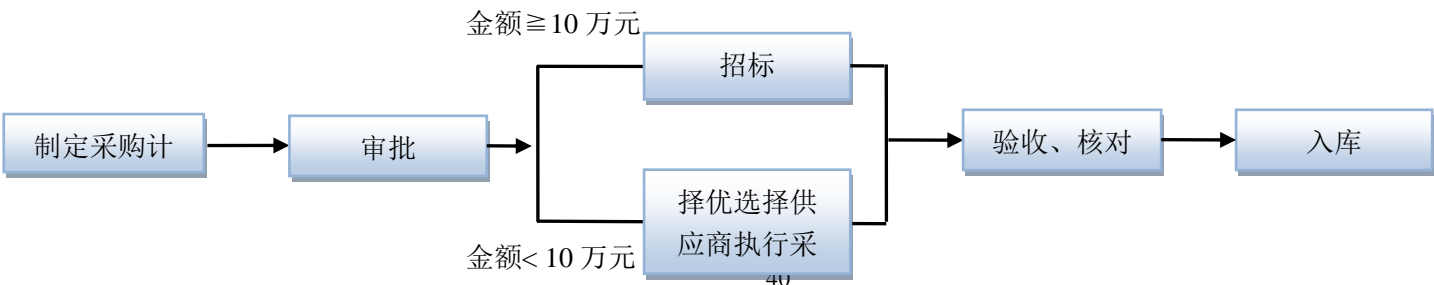 金额≧10 万元
招标
制定采购计
审批
验收、核对
入库
择优选择供
应商执行采
金额< 10 万元
40